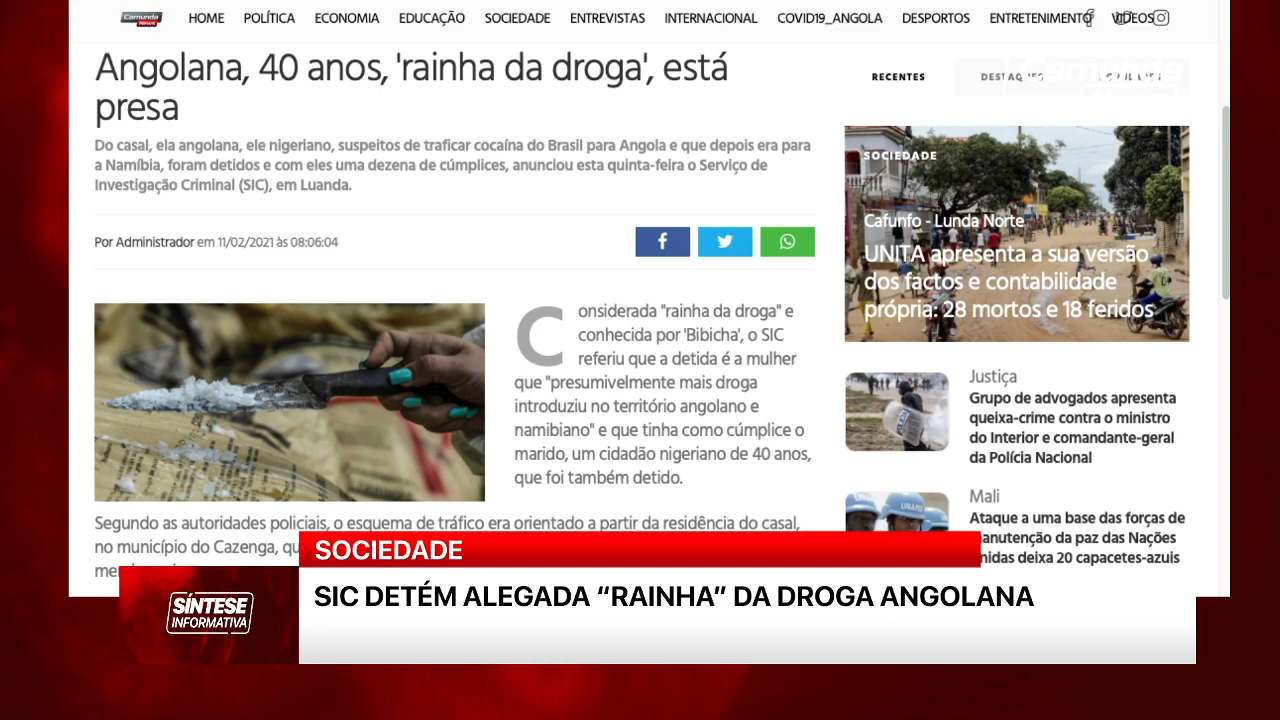 Camunda News
HOME
POLÍTICA
ECONOMIA
EDUCAÇÃO
SOCIEDADE
ENTREVISTAS
INTERNACIONAL
COVID19_ANGOLA
DESPORTOS
ENTRETENIMENTO
VIDEOS
Angolana, 40 anos, 'rainha da droga', está
presa
Do casal, ela angolana, ele nigeriano, suspeitos de traficar cocaína do Brasil para Angola e que depois era para
a Namíbia, foram detidos e com eles uma dezena de cúmplices, anunciou esta quinta-feira o Serviço de
Investigação Criminal (SIC), em Luanda.
Por Administrador em 11/02/2021 às 08:06:04
Considerada "rainha da droga" e
conhecida por 'Bibicha', o SIC
referiu que a detida é a mulher
que "presumivelmente mais droga
introduziu no território angolano e
namibiano" e que tinha como cúmplice o
marido, um cidadão nigeriano de 40 anos,
que foi também detido.
Segundo as autoridades policiais, o esquema de tráfico era orientado a partir da residência do casal,
no município do Cazenga,
RECENTES
DESTAQUES
Camunda
SOCIEDADE
Cafunfo - Lunda Norte
UNITA apresenta a sua versão
dos factos e contabilidade
própria: 28 mortos e 18 feridos
Justiça
Grupo de advogados apresenta
queixa-crime contra o ministro
do Interior e comandante-geral
da Polícia Nacional
Mali
Ataque a uma base das forças de
manutenção da paz das Nações
Unidas deixa 20 capacetes-azuis
SOCIEDADE
SIC DETÉM ALEGADA “RAINHA” DA DROGA ANGOLANA
SÍNTESE
INFORMATIVA